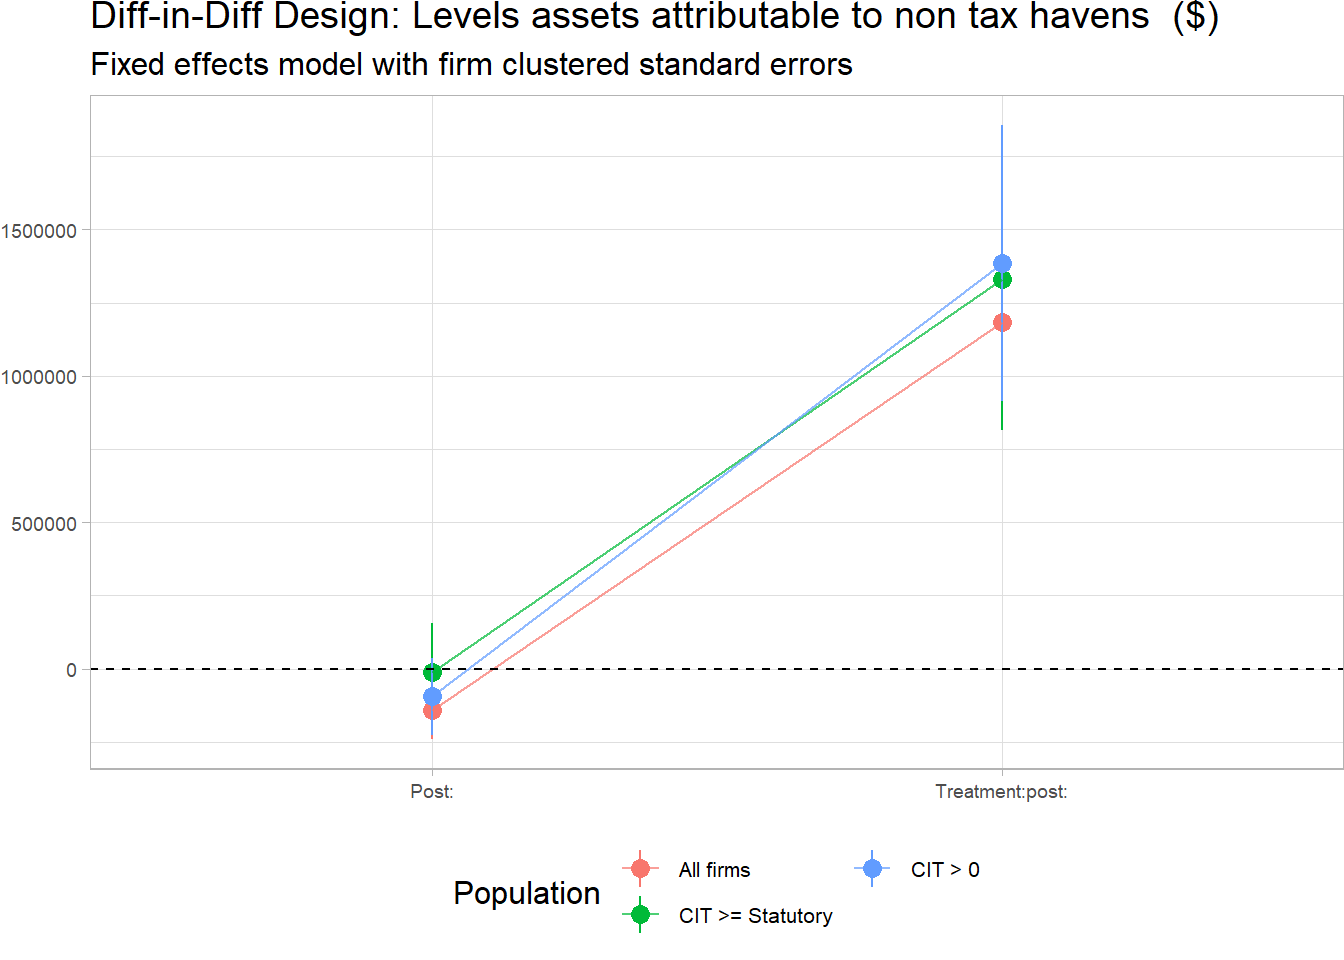 Diff-in-Diff Design: Levels assets attributable to non tax havens  ($)
Fixed effects model with firm clustered standard errors
1500000
1000000
500000
0
Post:
Treatment:post:
Population
All firms
CIT > 0
CIT >= Statutory